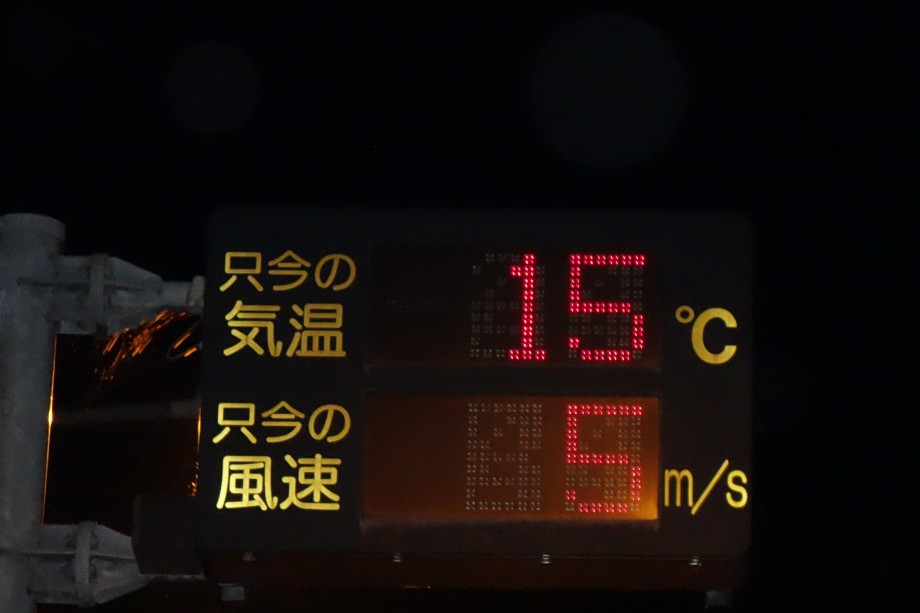 只今の
気温 15 ℃
只今の
風速 5 m/s